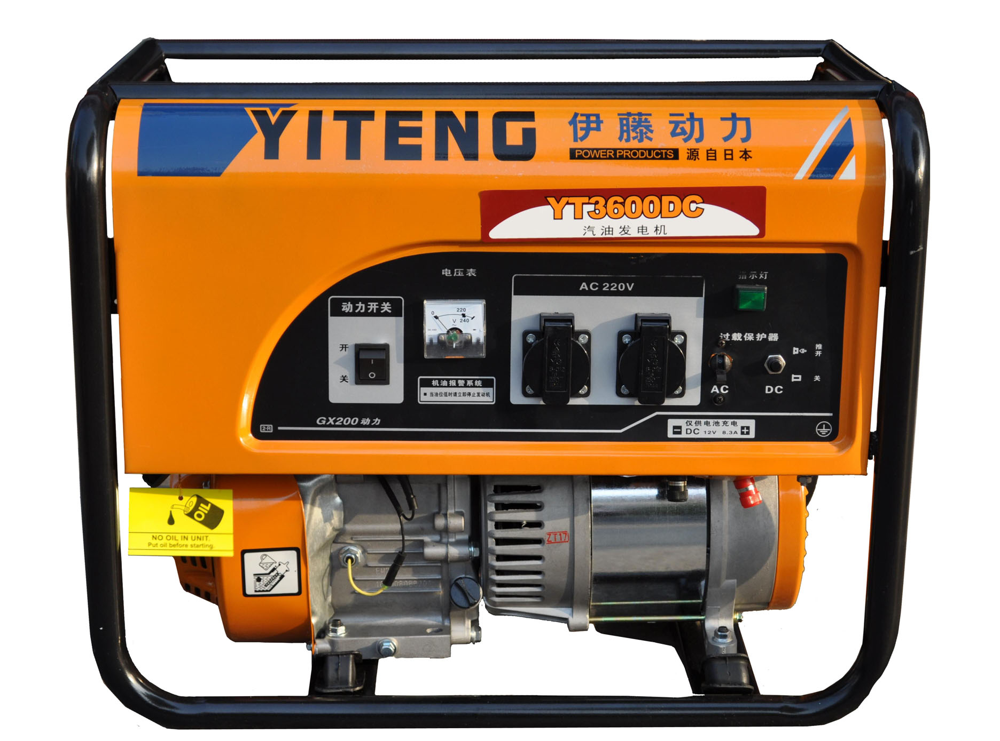 YITENG 伊藤动力
POWER PRODUCTS 源自日本
YT3600DC
汽油发电机
电压表
指示灯
AC 220V
动力开关
0 220
240
V
过载保护器
开
推开
关
关
I
O
机油报警系统
■ 当油位低时请立即停止发动机
AC
DC
GX200 动力
2-R
仅供电池充电
− DC 12V 8.3A +
OIL
NO OIL IN UNIT.
Put oil before starting.
ZT17